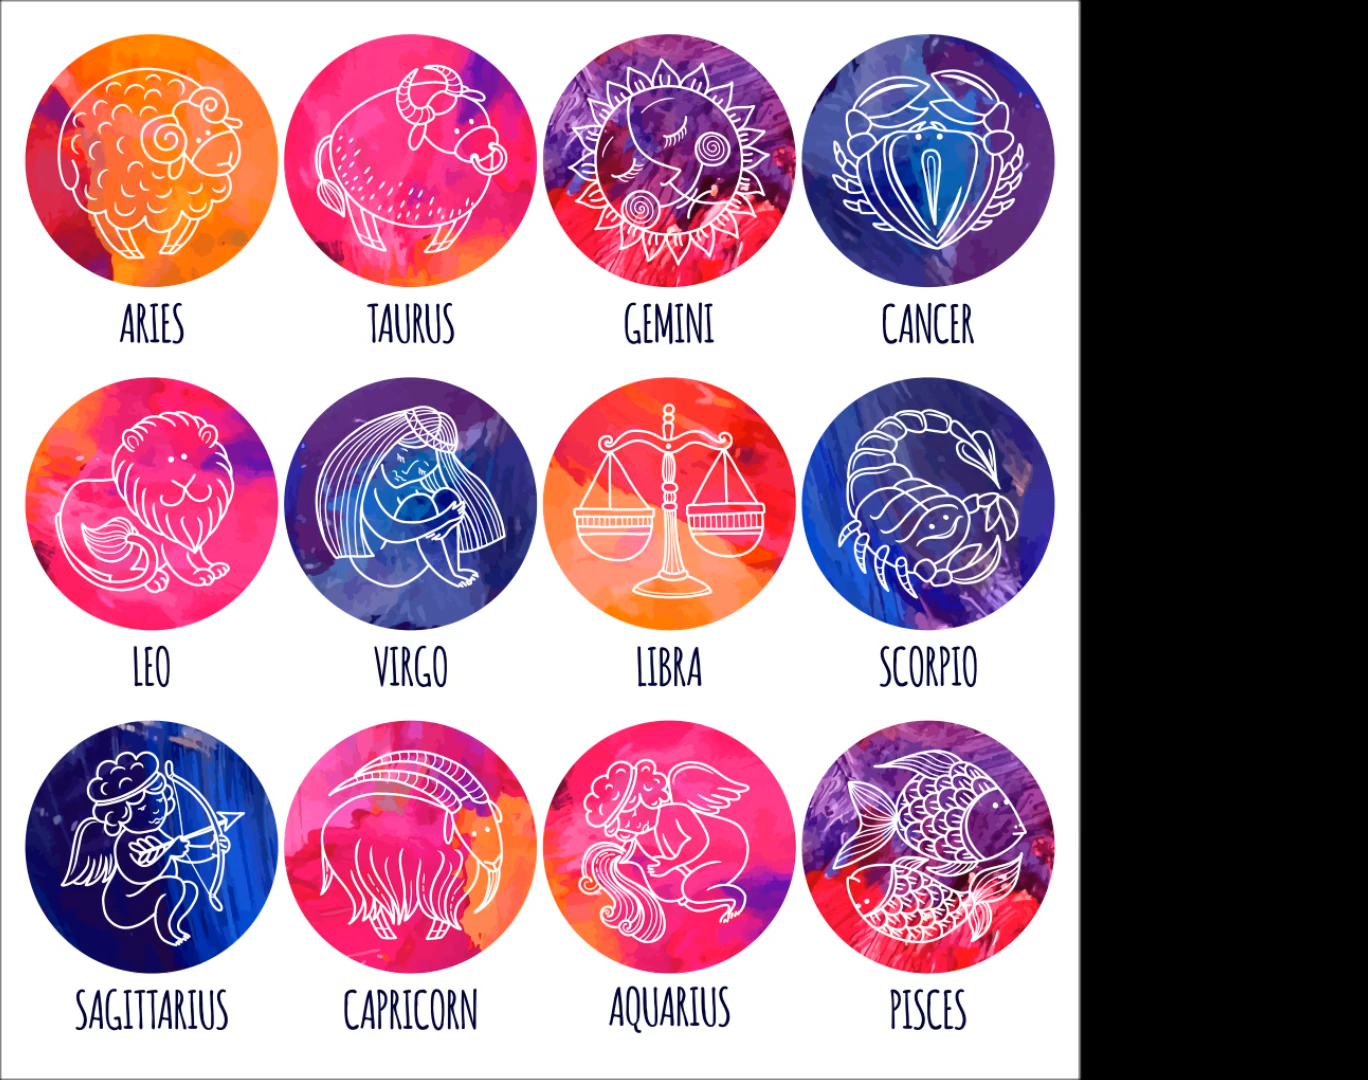 ARIES
TAURUS
GEMINI
CANCER
LEO
VIRGO
LIBRA
SCORPIO
SAGITTARIUS
CAPRICORN
AQUARIUS
PISCES